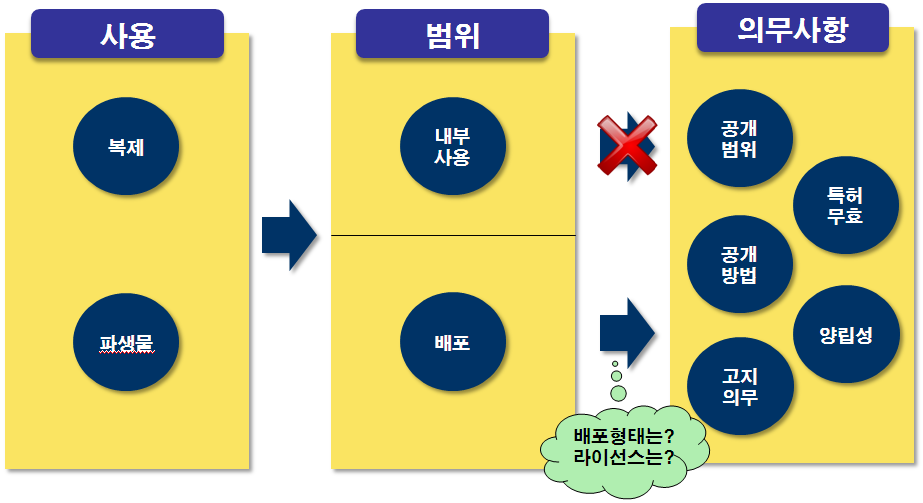 사용
복제
파생물
범위
내부
사용
배포
의무사항
공개
범위
특허
무효
공개
방법
양립성
고지
의무
배포형태는?
라이선스는?